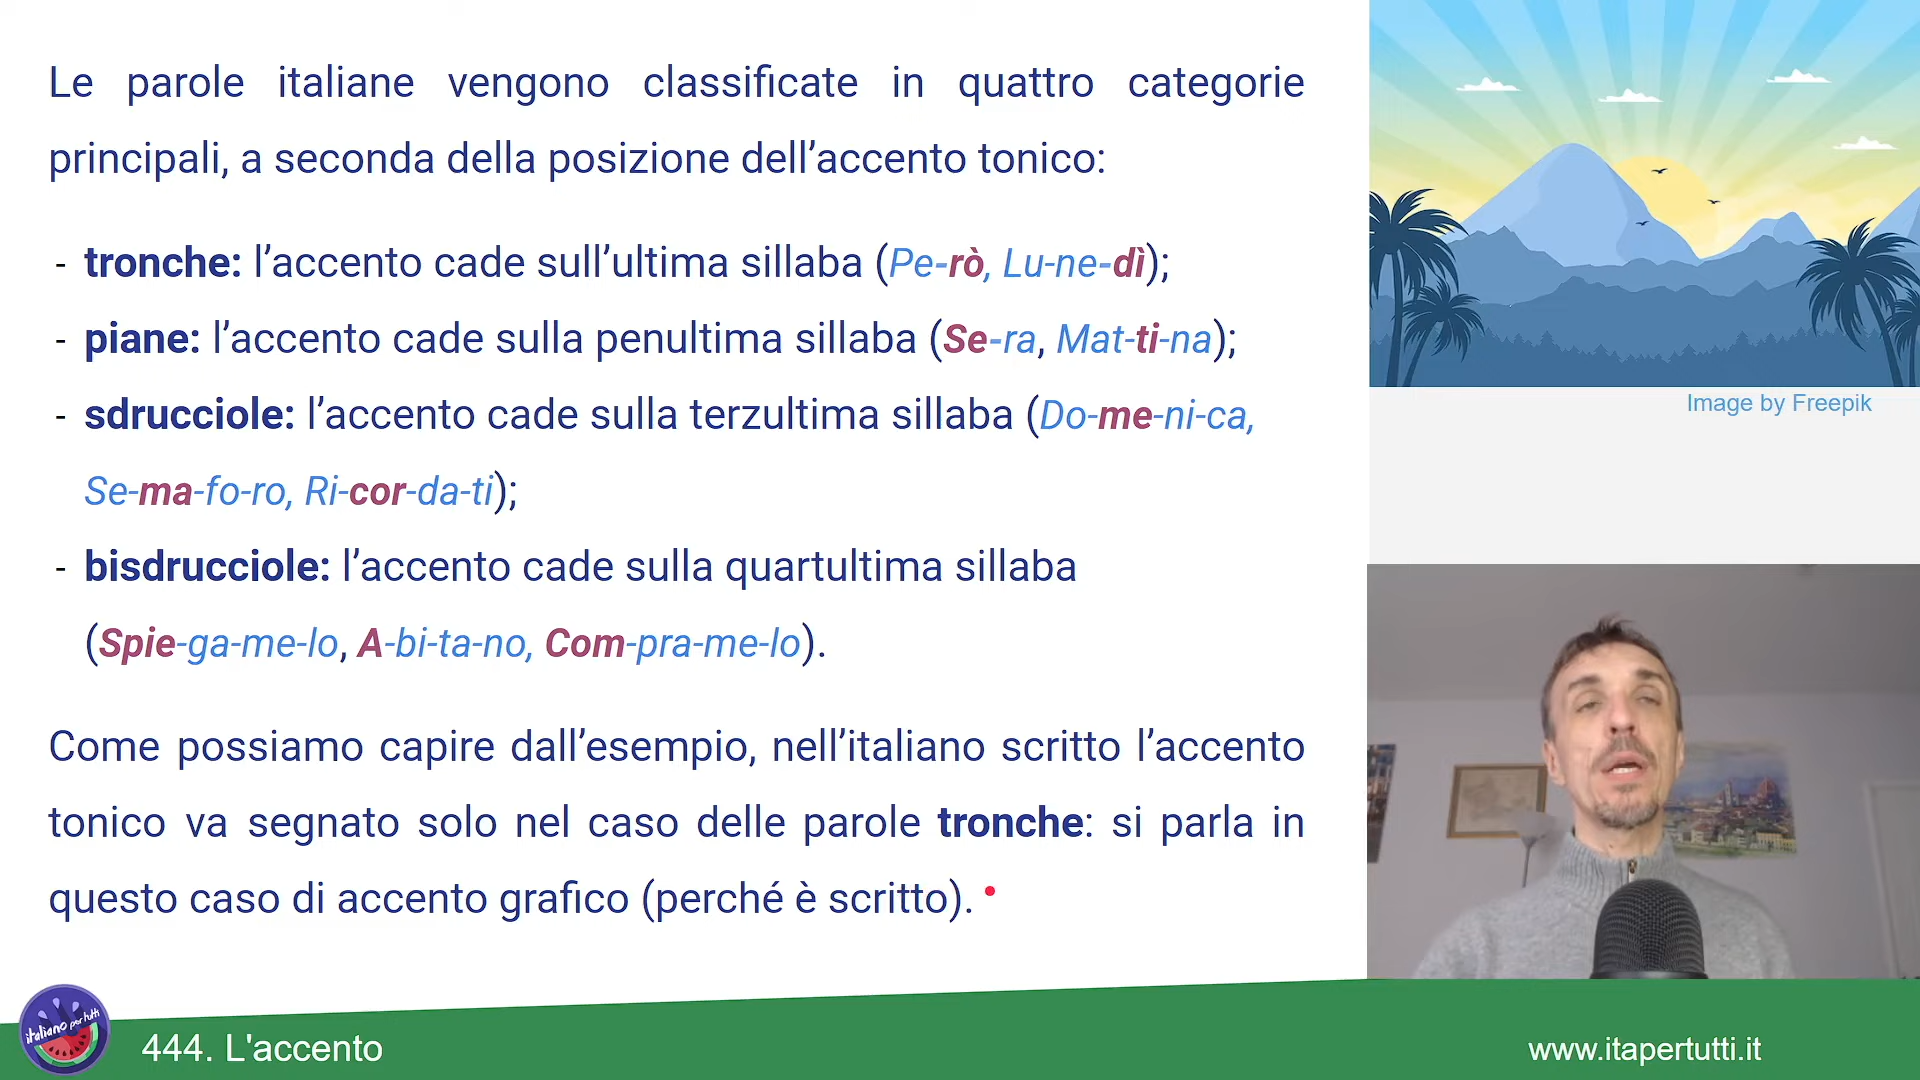 Le parole italiane vengono classificate in quattro categorie
principali, a seconda della posizione dell’accento tonico:
- tronche: l’accento cade sull’ultima sillaba (Pe-rò, Lu-ne-dì);
- piane: l’accento cade sulla penultima sillaba (Se-ra, Mat-ti-na);
- sdrucciole: l’accento cade sulla terzultima sillaba (Do-me-ni-ca,
Se-ma-fo-ro, Ri-cor-da-ti);
- bisdrucciole: l’accento cade sulla quartultima sillaba
(Spie-ga-me-lo, A-bi-ta-no, Com-pra-me-lo).
Come possiamo capire dall’esempio, nell’italiano scritto l’accento
tonico va segnato solo nel caso delle parole tronche: si parla in
questo caso di accento grafico (perché è scritto).
Image by Freepik
italiano per tutti
444. L'accento
www.itapertutti.it